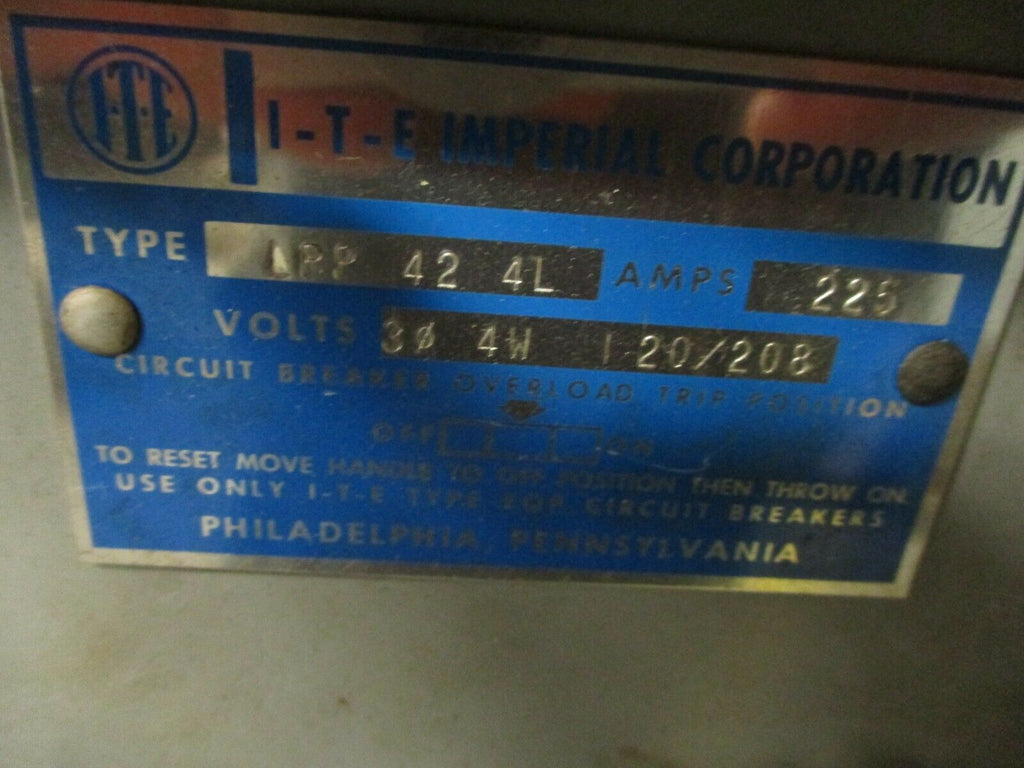 ITE I-T-E IMPERIAL CORPORATION
TYPE 42 4L AMPS 225
VOLTS 3Ø 4W 120/208
CIRCUIT BREAKER OVERLOAD TRIP POSITION
OFF ON
TO RESET MOVE HANDLE TO OFF POSITION THEN THROW ON.
USE ONLY I-T-E TYPE EQP CIRCUIT BREAKERS
PHILADELPHIA, PENNSYLVANIA